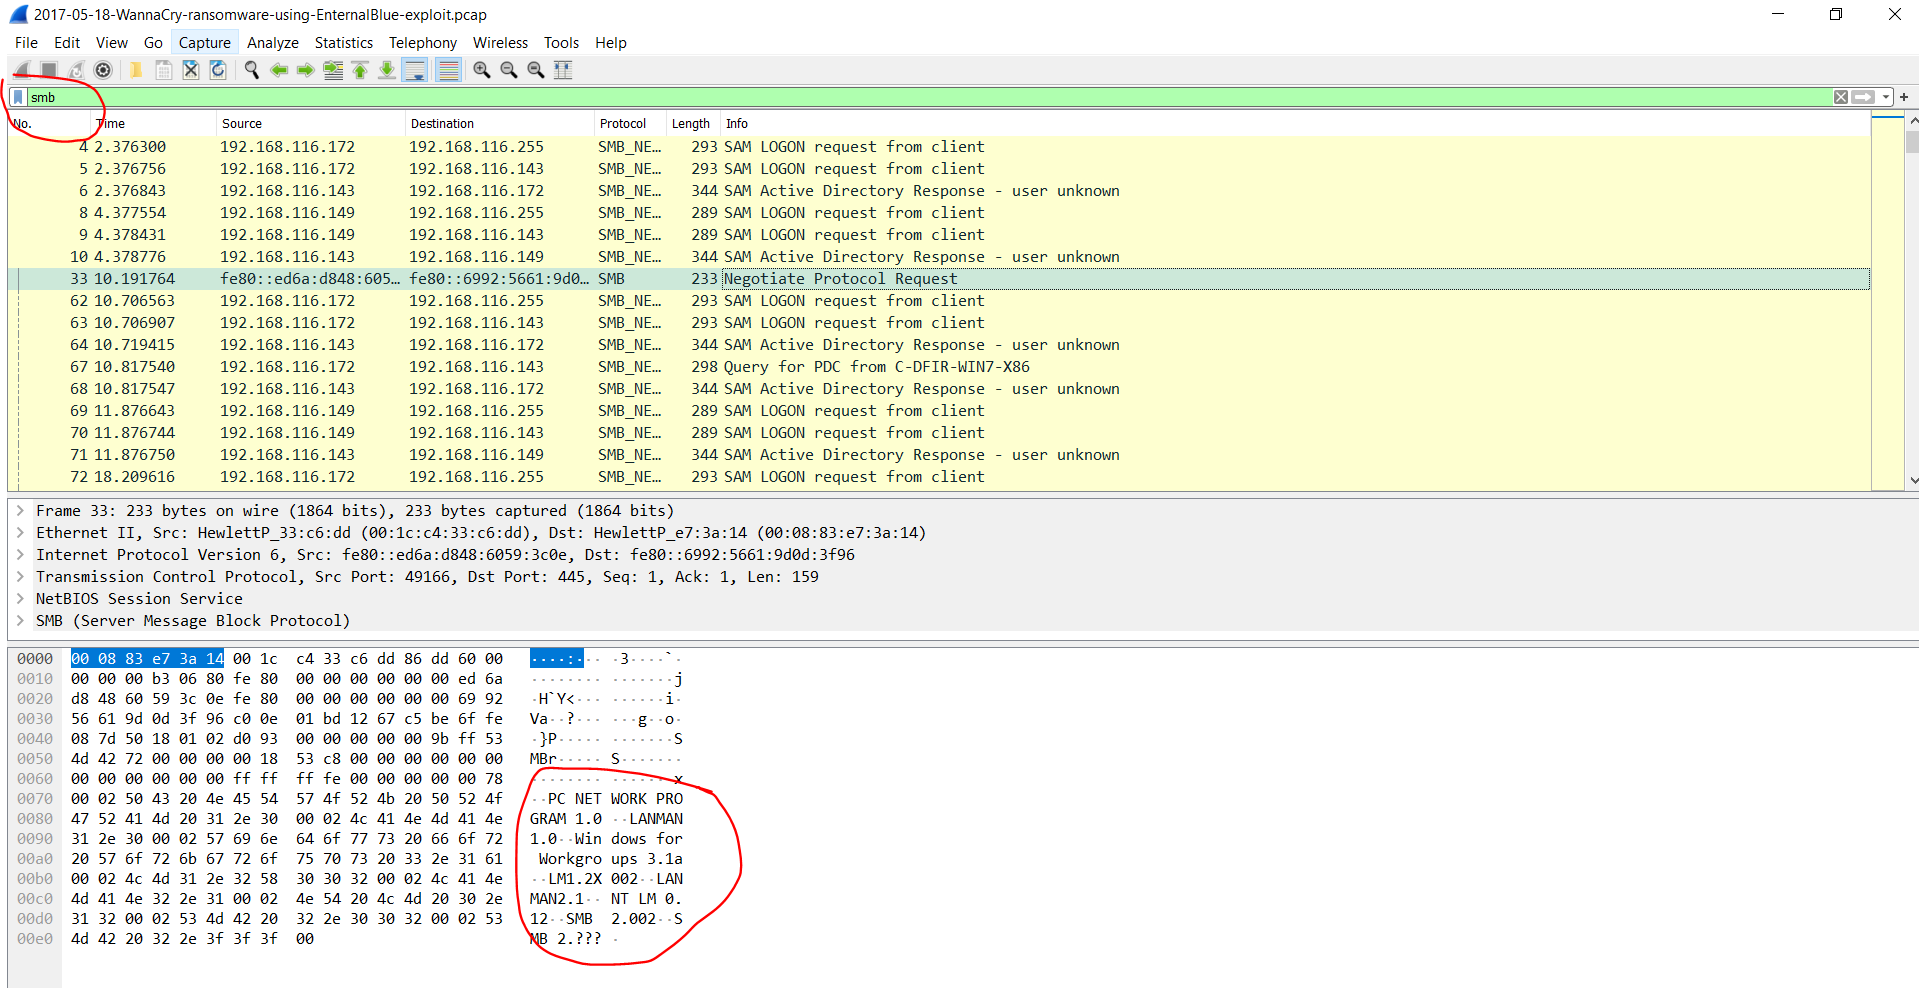 2017-05-18-WannaCry-ransomware-using-EnternalBlue-exploit.pcap
File Edit View Go Capture Analyze Statistics Telephony Wireless Tools Help
smb
No. Time Source Destination Protocol Length Info
4 2.376300 192.168.116.172 192.168.116.255 SMB_NE… 293 SAM LOGON request from client
5 2.376756 192.168.116.172 192.168.116.143 SMB_NE… 293 SAM LOGON request from client
6 2.376843 192.168.116.143 192.168.116.172 SMB_NE… 344 SAM Active Directory Response - user unknown
8 4.377554 192.168.116.149 192.168.116.255 SMB_NE… 289 SAM LOGON request from client
9 4.378431 192.168.116.149 192.168.116.143 SMB_NE… 289 SAM LOGON request from client
10 4.378776 192.168.116.143 192.168.116.149 SMB_NE… 344 SAM Active Directory Response - user unknown
33 10.191764 fe80::ed6a:d848:605… fe80::6992:5661:9d0… SMB 233 Negotiate Protocol Request
62 10.706563 192.168.116.172 192.168.116.255 SMB_NE… 293 SAM LOGON request from client
63 10.706907 192.168.116.172 192.168.116.143 SMB_NE… 293 SAM LOGON request from client
64 10.719415 192.168.116.143 192.168.116.172 SMB_NE… 344 SAM Active Directory Response - user unknown
67 10.817540 192.168.116.172 192.168.116.143 SMB_NE… 298 Query for PDC from C-DFIR-WIN7-X86
68 10.817547 192.168.116.143 192.168.116.172 SMB_NE… 344 SAM Active Directory Response - user unknown
69 11.876643 192.168.116.149 192.168.116.255 SMB_NE… 289 SAM LOGON request from client
70 11.876744 192.168.116.149 192.168.116.143 SMB_NE… 289 SAM LOGON request from client
71 11.876750 192.168.116.143 192.168.116.149 SMB_NE… 344 SAM Active Directory Response - user unknown
72 18.209616 192.168.116.172 192.168.116.255 SMB_NE… 293 SAM LOGON request from client
Frame 33: 233 bytes on wire (1864 bits), 233 bytes captured (1864 bits)
Ethernet II, Src: HewlettP_33:c6:dd (00:1c:c4:33:c6:dd), Dst: HewlettP_e7:3a:14 (00:08:83:e7:3a:14)
Internet Protocol Version 6, Src: fe80::ed6a:d848:6059:3c0e, Dst: fe80::6992:5661:9d0d:3f96
Transmission Control Protocol, Src Port: 49166, Dst Port: 445, Seq: 1, Ack: 1, Len: 159
NetBIOS Session Service
SMB (Server Message Block Protocol)
0000 00 08 83 e7 3a 14 00 1c c4 33 c6 dd 86 dd 60 00 ····:··· ·3····`·
0010 00 00 00 b3 06 80 fe 80 00 00 00 00 00 00 ed 6a ········ ·······j
0020 d8 48 60 59 3c 0e fe 80 00 00 00 00 00 00 69 92 ·H`Y<··· ······i·
0030 56 61 9d 0d 3f 96 c0 0e 01 bd 12 67 c5 be 6f fe Va··?··· ···g··o·
0040 08 7d 50 18 01 02 d0 93 00 00 00 00 00 9b ff 53 ·}P····· ·······S
0050 4d 42 72 00 00 00 00 18 53 c8 00 00 00 00 00 00 MBr····· S·······
0060 00 00 00 00 00 00 ff ff ff fe 00 00 00 00 00 78 ········ ·······x
0070 00 02 50 43 20 4e 45 54 57 4f 52 4b 20 50 52 4f ··PC NET WORK PRO
0080 47 52 41 4d 20 31 2e 30 00 02 4c 41 4e 4d 41 4e GRAM 1.0 ··LANMAN
0090 31 2e 30 00 02 57 69 6e 64 6f 77 73 20 66 6f 72 1.0··Win dows for
00a0 20 57 6f 72 6b 67 72 6f 75 70 73 20 33 2e 31 61 Workgro ups 3.1a
00b0 00 02 4c 4d 31 2e 32 58 30 30 32 00 02 4c 41 4e ··LM1.2X 002··LAN
00c0 4d 41 4e 32 2e 31 00 02 4e 54 20 4c 4d 20 30 2e MAN2.1·· NT LM 0.
00d0 31 32 00 02 53 4d 42 20 32 2e 30 30 32 00 02 53 12··SMB 2.002··S
00e0 4d 42 20 32 2e 3f 3f 3f 00 MB 2.??? ·